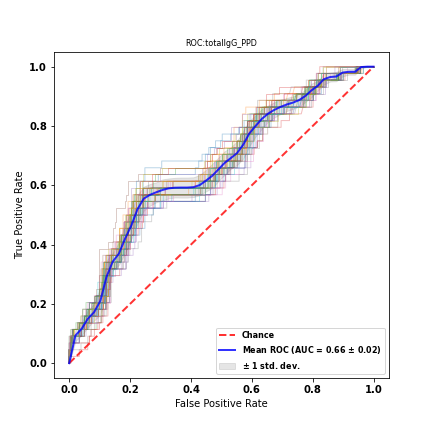 ROC:totalIgG_PPD
True Positive Rate
1.0
0.8
0.6
0.4
0.2
0.0
Chance
Mean ROC (AUC = 0.66 ± 0.02)
± 1 std. dev.
0.0 0.2 0.4 0.6 0.8 1.0
False Positive Rate